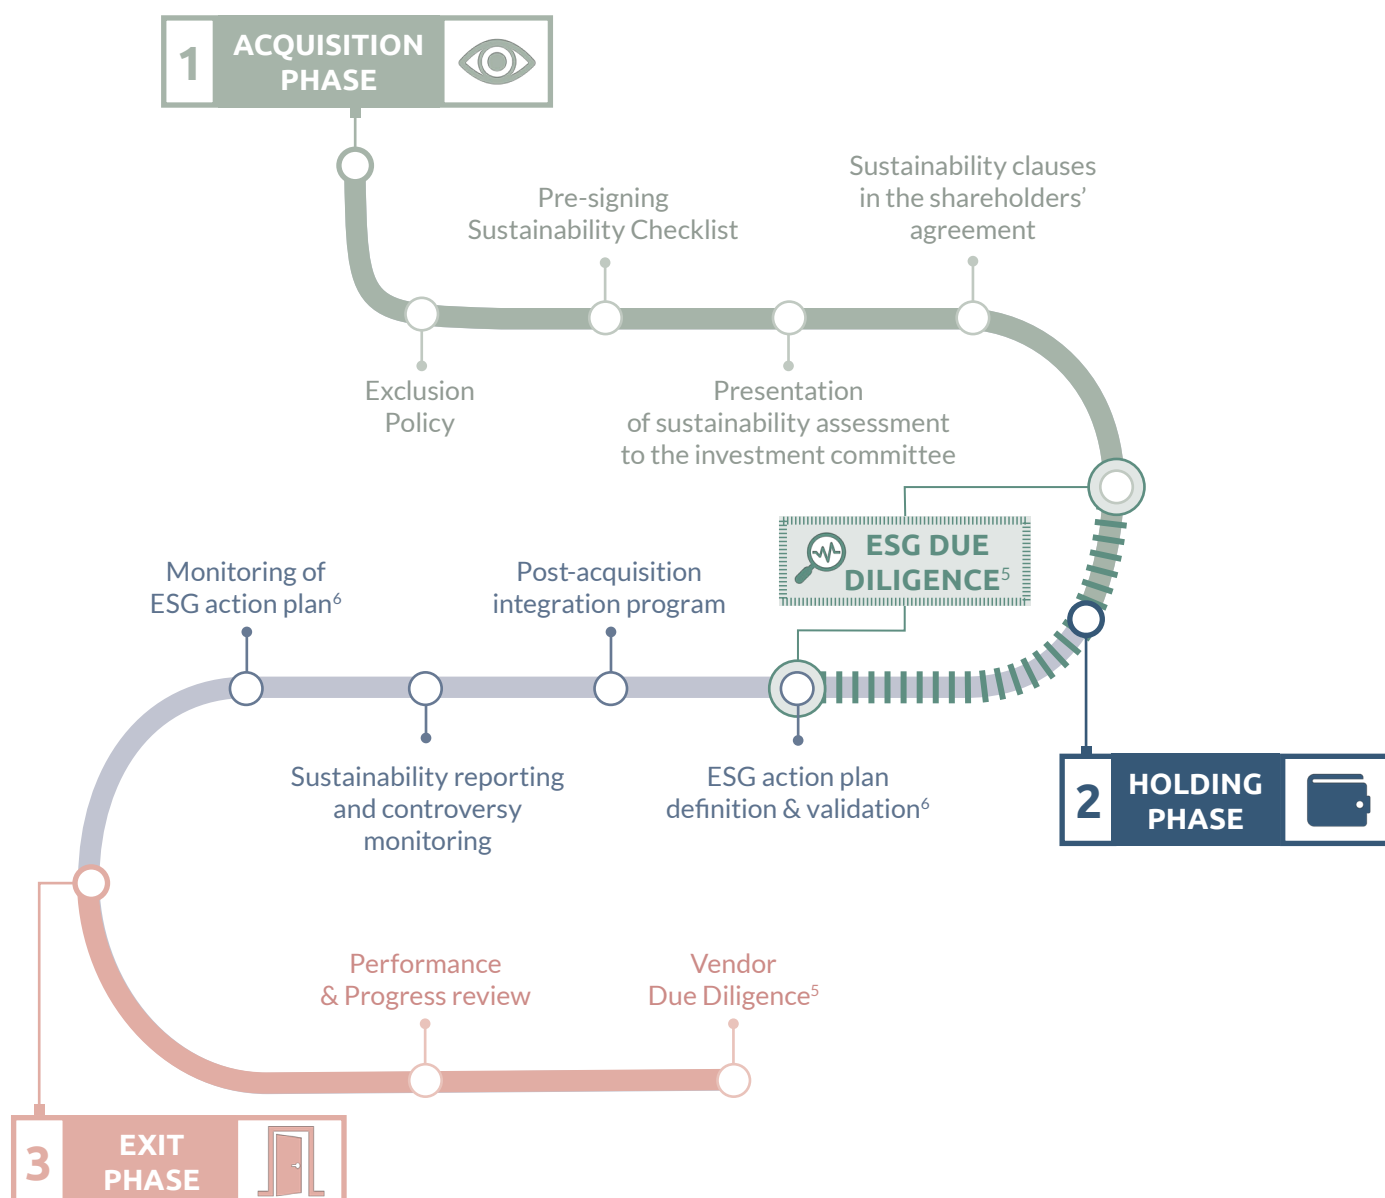 1
ACQUISITION
PHASE
Sustainability clauses
in the shareholders’
agreement
Pre-signing
Sustainability Checklist
Exclusion
Policy
Presentation
of sustainability assessment
to the investment committee
ESG DUE
DILIGENCE⁵
Monitoring of
ESG action plan⁶
Post-acquisition
integration program
Sustainability reporting
and controversy
monitoring
ESG action plan
definition & validation⁶
2
HOLDING
PHASE
Performance
& Progress review
Vendor
Due Diligence⁵
3
EXIT
PHASE